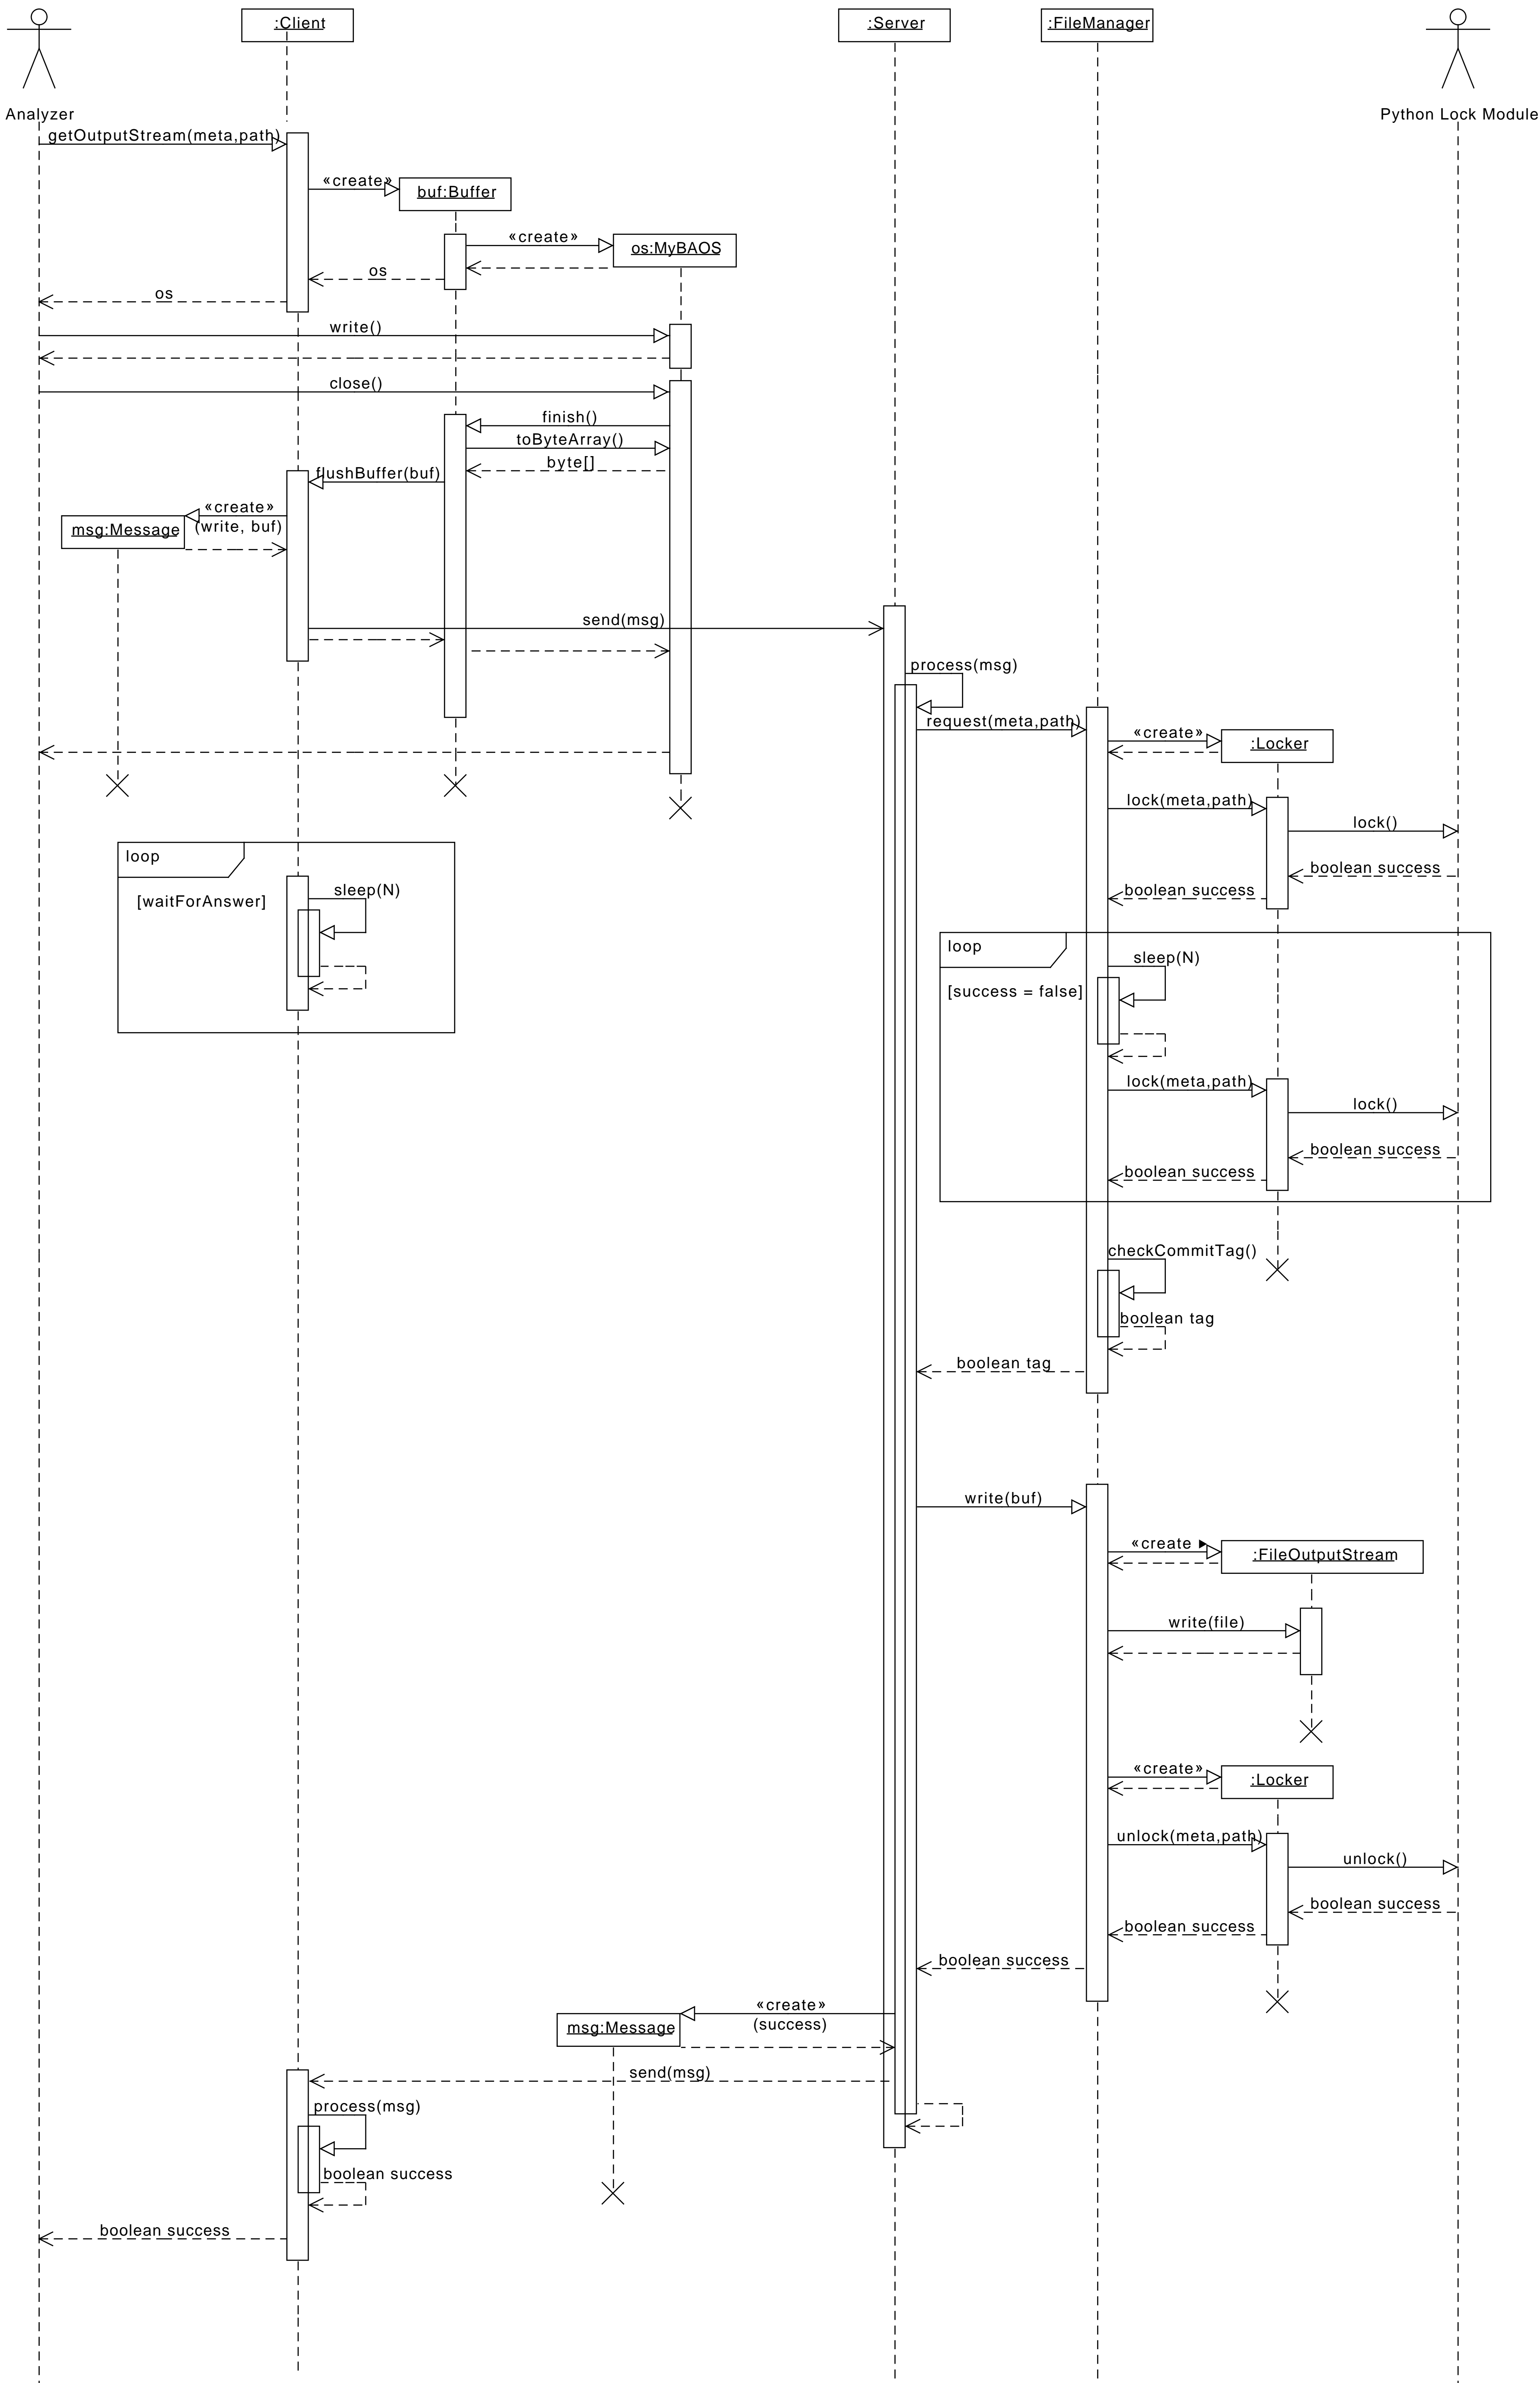 :Client
:Server
:FileManager
Analyzer
Python Lock Module
getOutputStream(meta,path)
«create»
buf:Buffer
«create»
os:MyBAOS
os
os
write()
close()
finish()
toByteArray()
byte[]
flushBuffer(buf)
«create»
(write, buf)
msg:Message
send(msg)
process(msg)
request(meta,path)
«create»
:Locker
lock(meta,path)
lock()
boolean success
boolean success
loop
[waitForAnswer]
sleep(N)
loop
[success = false]
sleep(N)
lock(meta,path)
lock()
boolean success
boolean success
checkCommitTag()
boolean tag
boolean tag
write(buf)
«create
:FileOutputStream
write(file)
«create»
:Locker
unlock(meta,path)
unlock()
boolean success
boolean success
boolean success
«create»
(success)
msg:Message
send(msg)
process(msg)
boolean success
boolean success